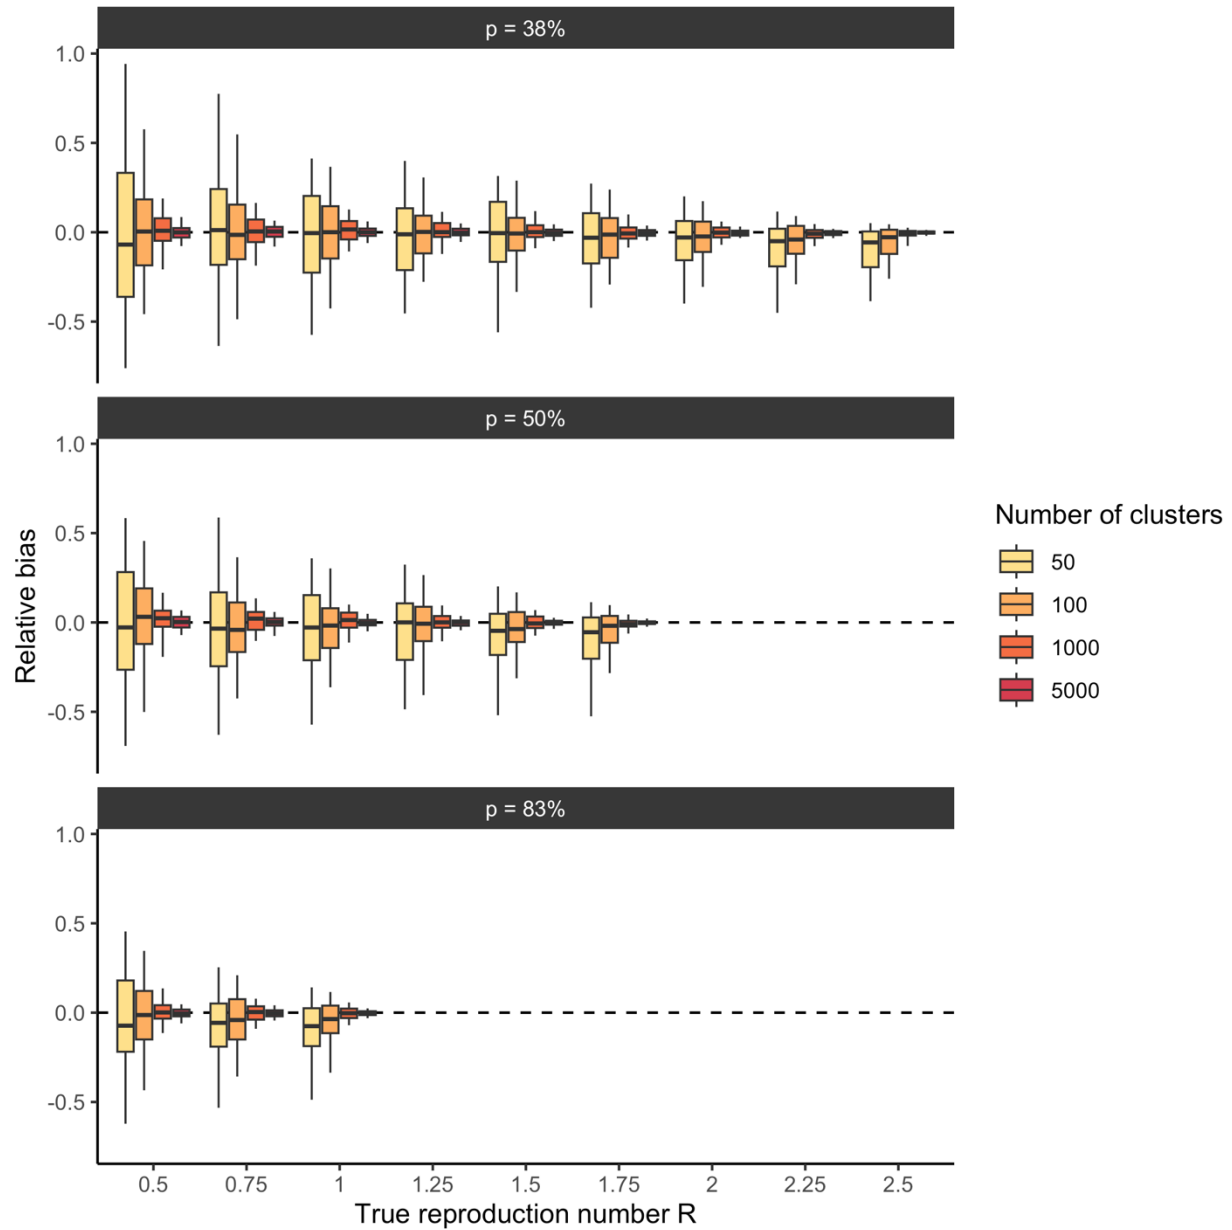 p = 38%
1.0
0.5
0.0
-0.5
p = 50%
1.0
0.5
0.0
-0.5
p = 83%
1.0
0.5
0.0
-0.5
Relative bias
0.5 0.75 1 1.25 1.5 1.75 2 2.25 2.5
True reproduction number R
Number of clusters
50
100
1000
5000